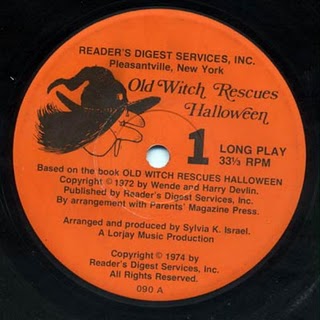 READER'S DIGEST SERVICES, INC.
Pleasantville, New York
Old Witch Rescues
Halloween
1
LONG PLAY
33⅓ RPM
Based on the book OLD WITCH RESCUES HALLOWEEN
Copyright © 1972 by Wende and Harry Devlin.
Published by Reader's Digest Services, Inc.
By arrangement with Parents' Magazine Press.
Arranged and produced by Sylvia K. Israel.
A Lorjay Music Production
Copyright © 1974 by
Reader's Digest Services, Inc.
All Rights Reserved.
090 A